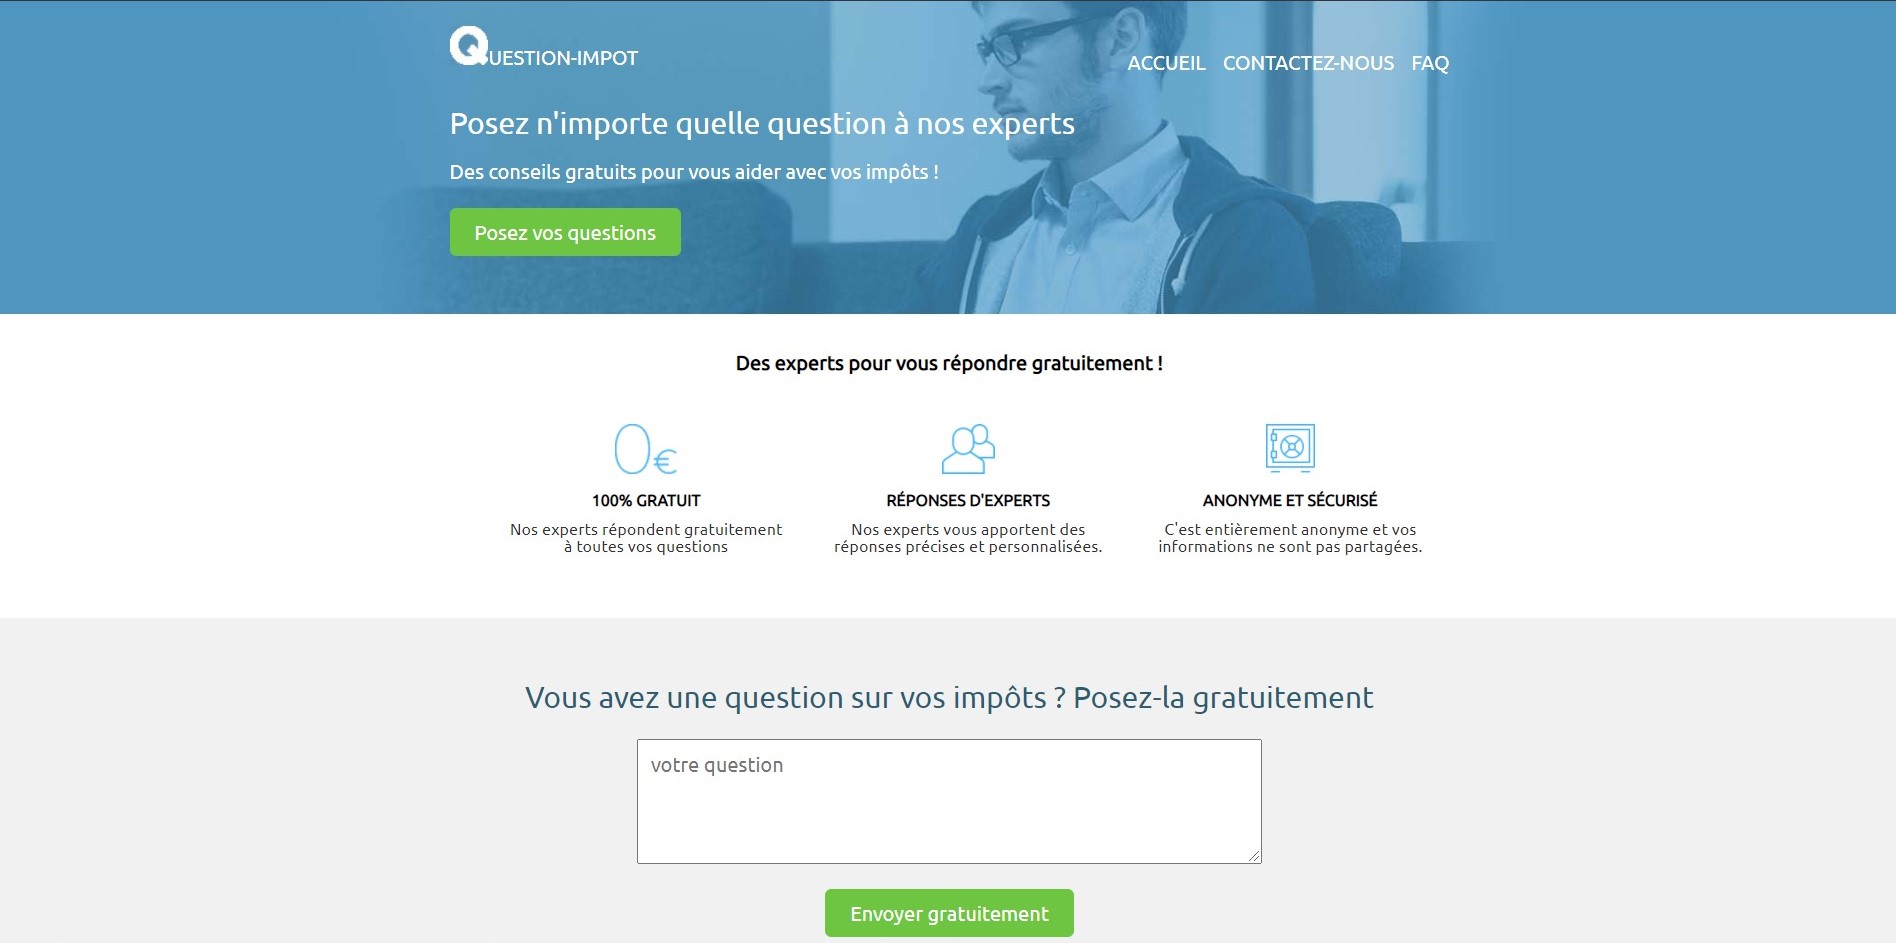 QUESTION-IMPOT
ACCUEIL CONTACTEZ-NOUS FAQ
Posez n'importe quelle question à nos experts
Des conseils gratuits pour vous aider avec vos impôts !
Posez vos questions
Des experts pour vous répondre gratuitement !
0€
100% GRATUIT
Nos experts répondent gratuitement
à toutes vos questions
RÉPONSES D'EXPERTS
Nos experts vous apportent des
réponses précises et personnalisées.
ANONYME ET SÉCURISÉ
C'est entièrement anonyme et vos
informations ne sont pas partagées.
Vous avez une question sur vos impôts ? Posez-la gratuitement
votre question
Envoyer gratuitement